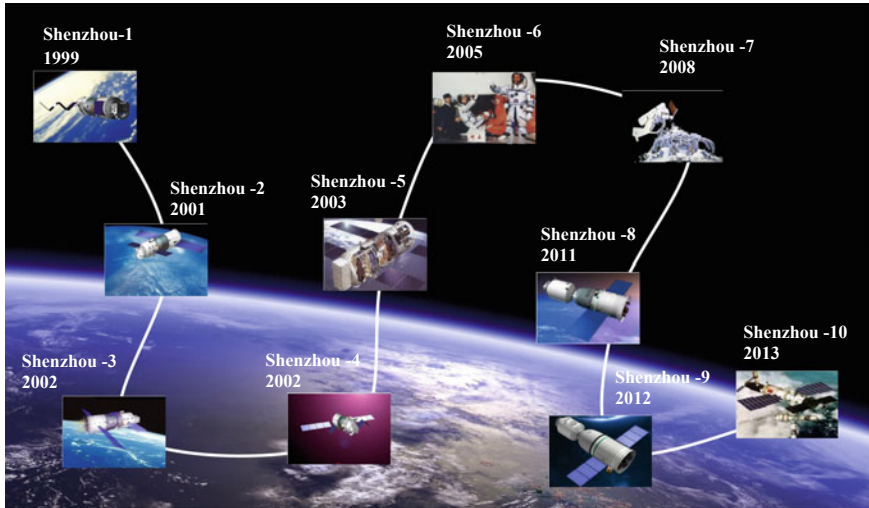 Shenzhou-1
1999
Shenzhou -2
2001
Shenzhou -3
2002
Shenzhou -4
2002
Shenzhou -5
2003
Shenzhou -6
2005
Shenzhou -7
2008
Shenzhou -8
2011
Shenzhou -9
2012
Shenzhou -10
2013